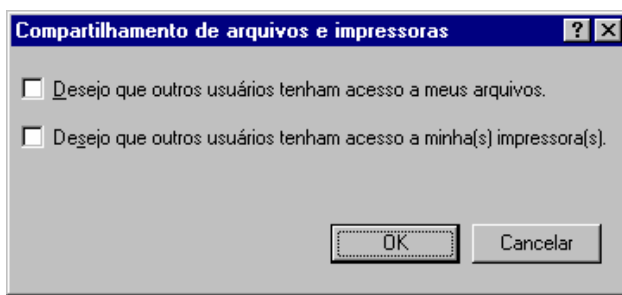 Compartilhamento de arquivos e impressoras ? ×
Desejo que outros usuários tenham acesso a meus arquivos.
Desejo que outros usuários tenham acesso a minha(s) impressora(s).
OK Cancelar